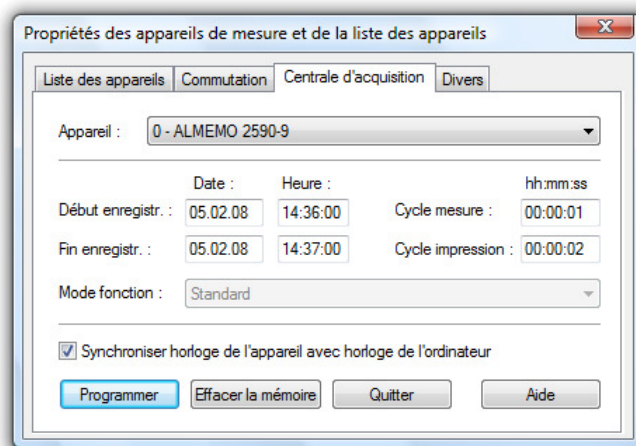 Propriétés des appareils de mesure et de la liste des appareils
Liste des appareils Commutation Centrale d'acquisition Divers
Appareil : 0 - ALMEMO 2590-9
Date : Heure : hh:mm:ss
Début enregistr. : 05.02.08 14:36:00 Cycle mesure : 00:00:01
Fin enregistr. : 05.02.08 14:37:00 Cycle impression : 00:00:02
Mode fonction : Standard
Synchroniser horloge de l'appareil avec horloge de l'ordinateur
Programmer Effacer la mémoire Quitter Aide